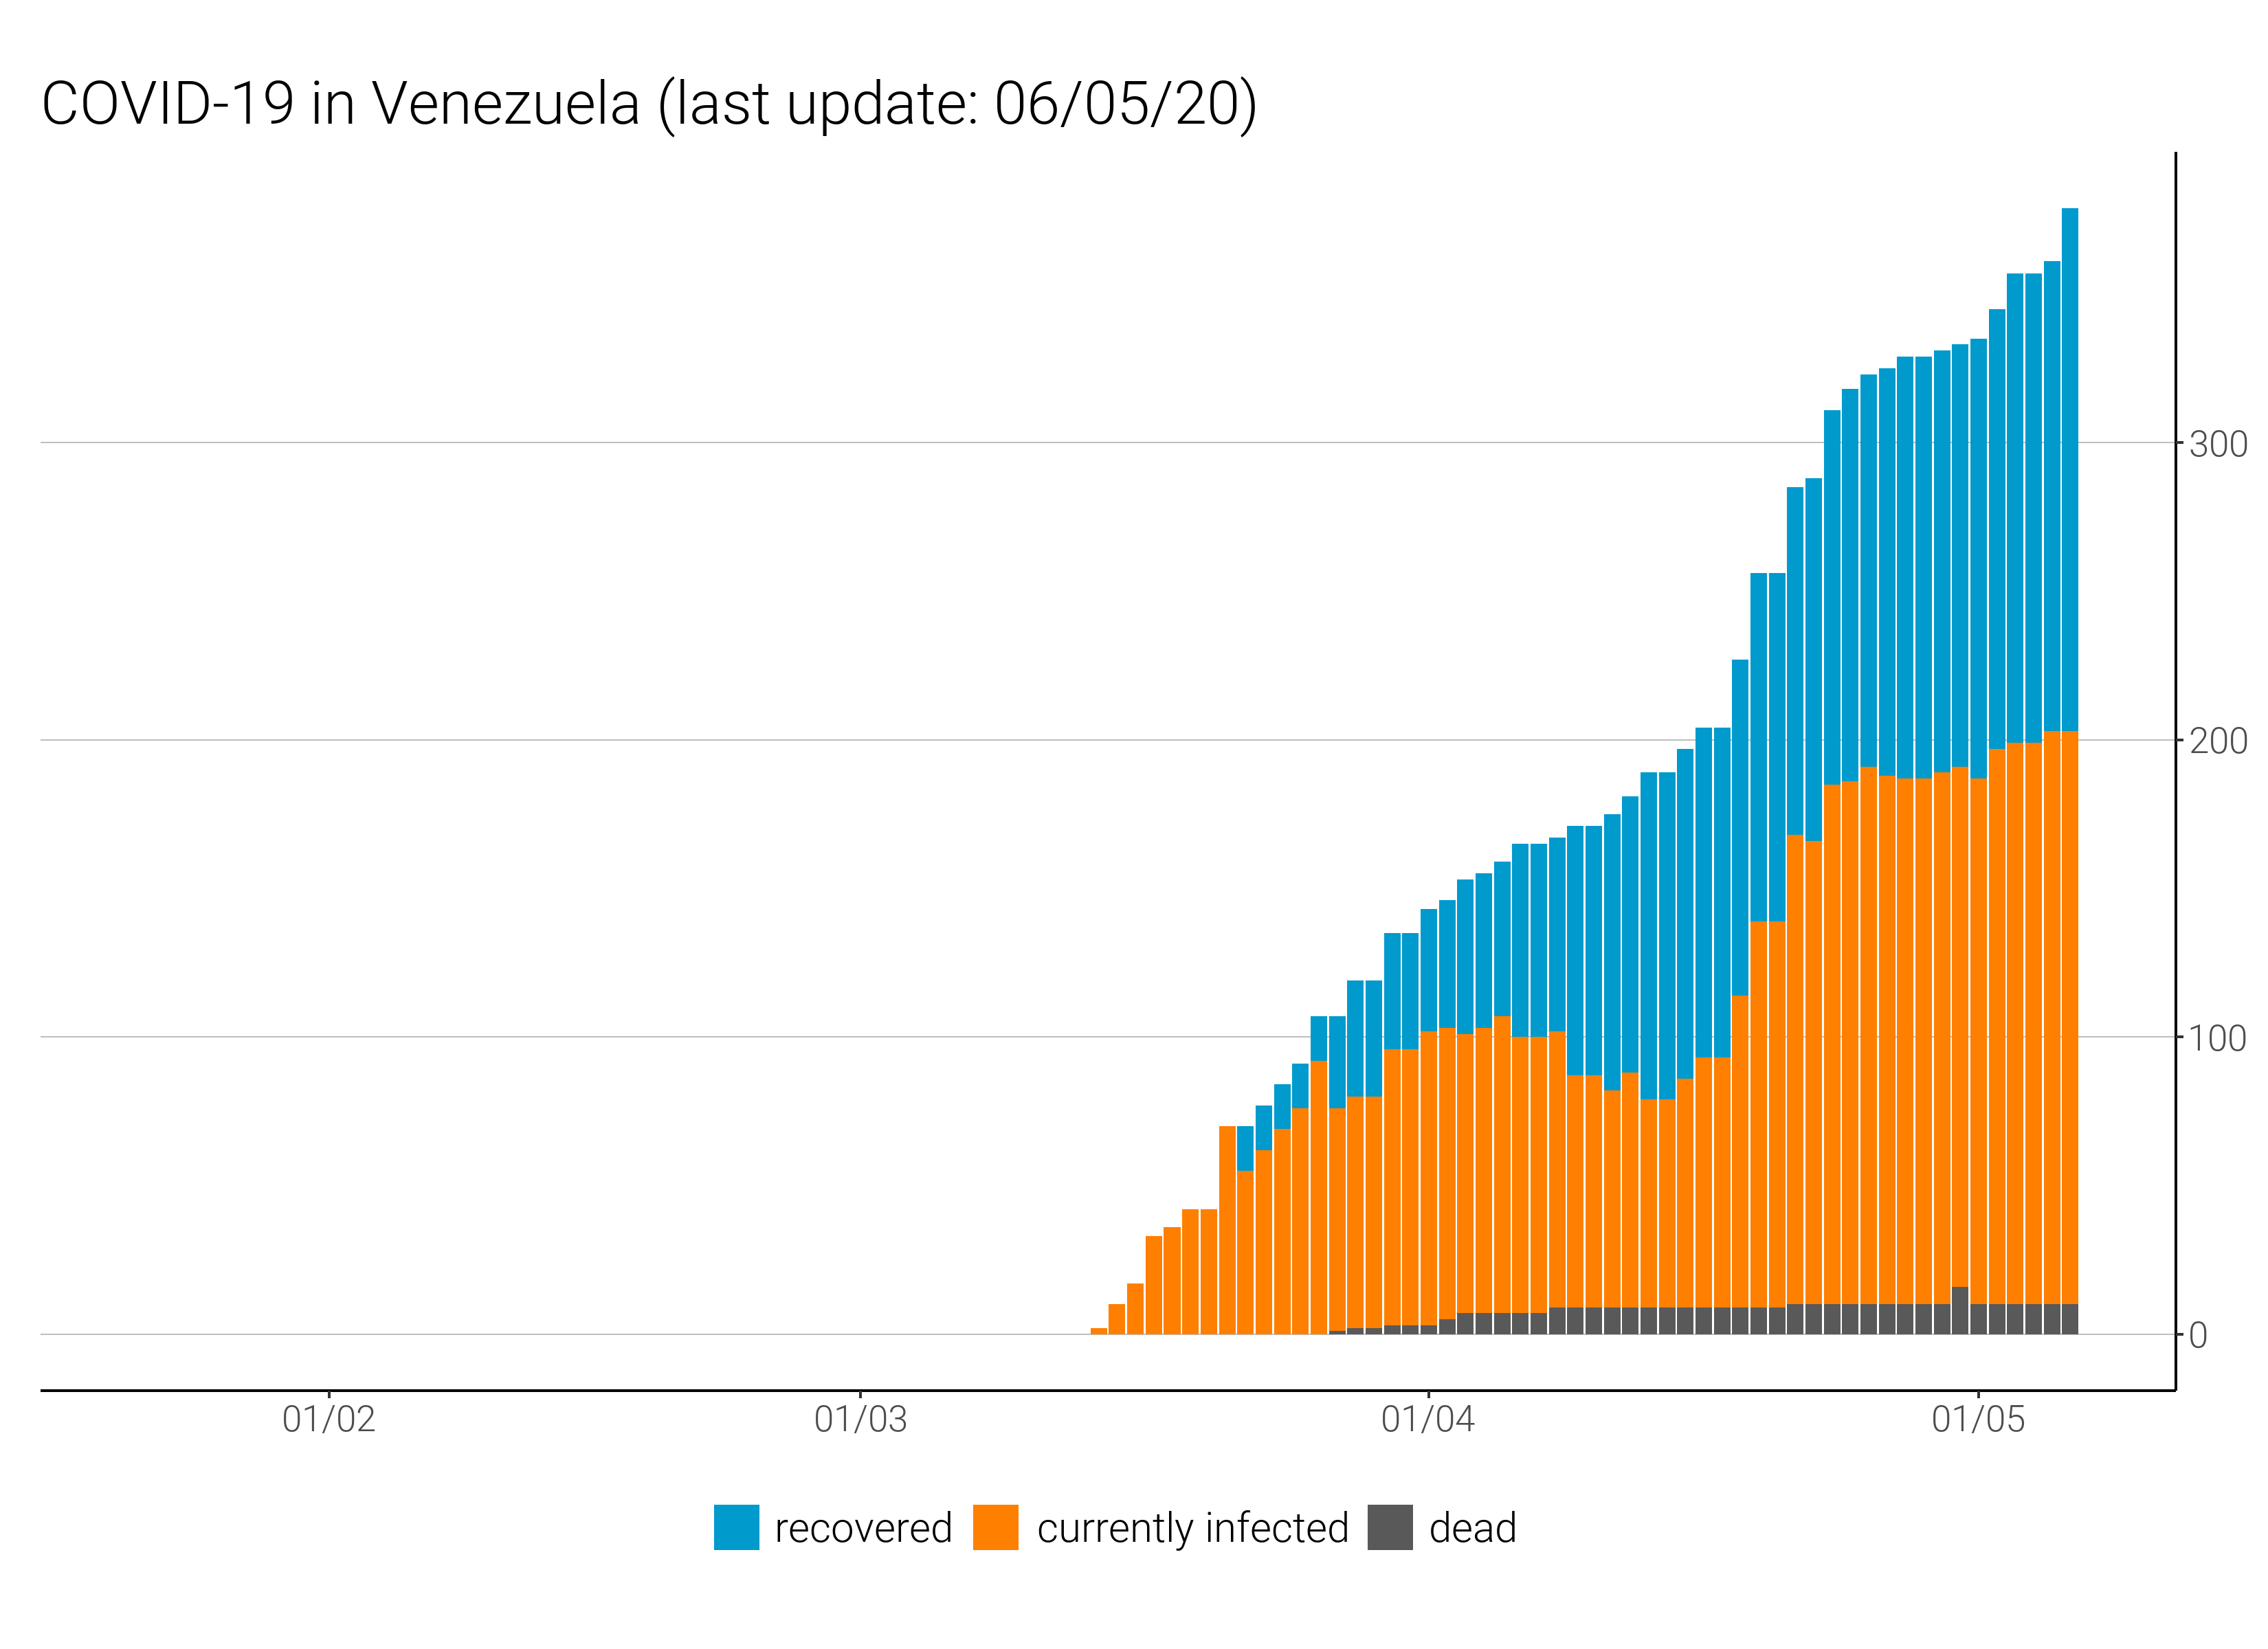 COVID-19 in Venezuela (last update: 06/05/20)
300
200
100
0
01/02 01/03 01/04 01/05
recovered currently infected dead